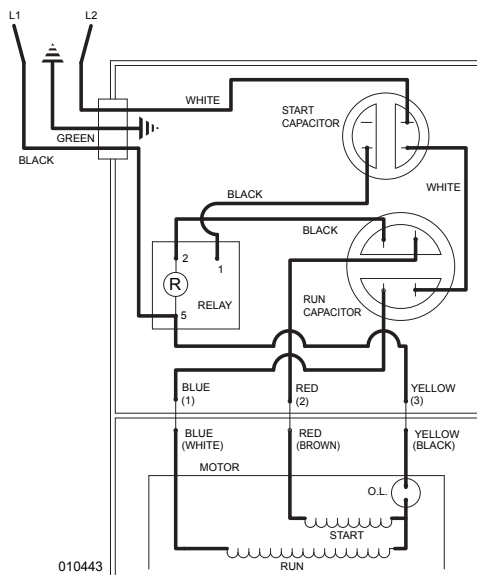 L1
L2
WHITE
START
CAPACITOR
GREEN
BLACK
WHITE
BLACK
BLACK
2
1
R
RELAY
RUN
CAPACITOR
5
BLUE
(1)
RED
(2)
YELLOW
(3)
BLUE
(WHITE)
RED
(BROWN)
YELLOW
(BLACK)
MOTOR
O.L.
START
RUN
010443